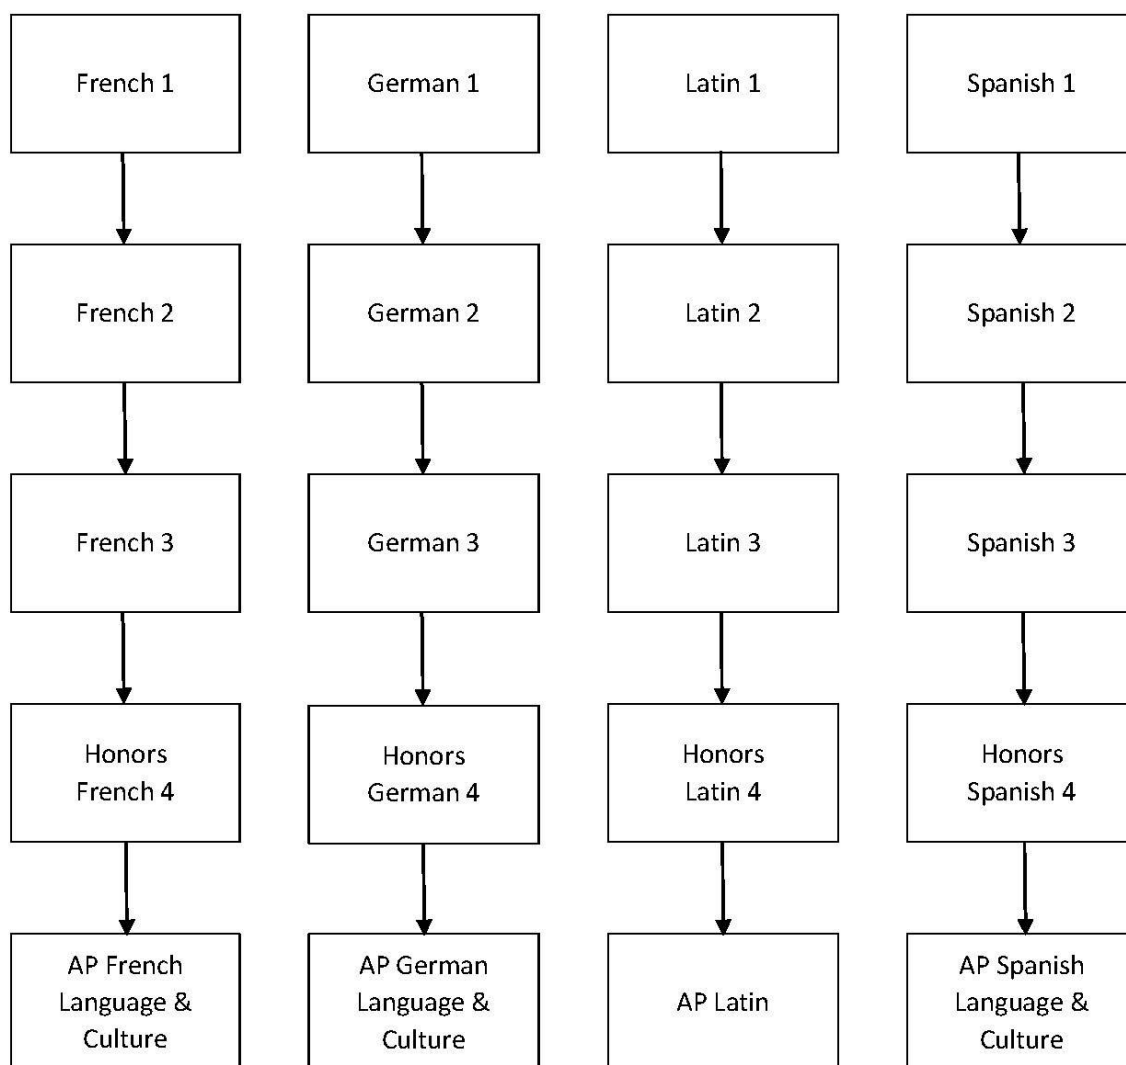 French 1
German 1
Latin 1
Spanish 1
French 2
German 2
Latin 2
Spanish 2
French 3
German 3
Latin 3
Spanish 3
Honors
French 4
Honors
German 4
Honors
Latin 4
Honors
Spanish 4
AP French
Language &
Culture
AP German
Language &
Culture
AP Latin
AP Spanish
Language &
Culture